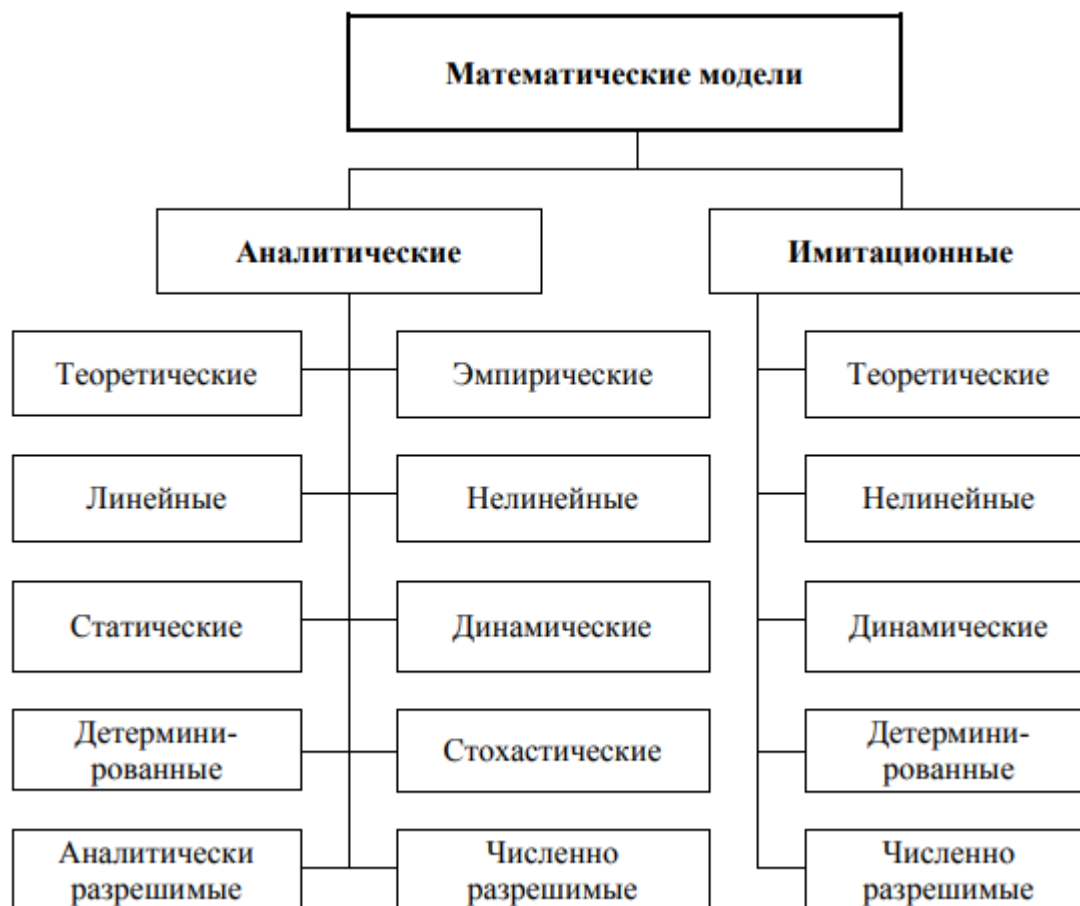 Математические модели
Аналитические
Имитационные
Теоретические
Эмпирические
Теоретические
Линейные
Нелинейные
Нелинейные
Статические
Динамические
Динамические
Детермини-
рованные
Стохастические
Детермини-
рованные
Аналитически
разрешимые
Численно
разрешимые
Численно
разрешимые